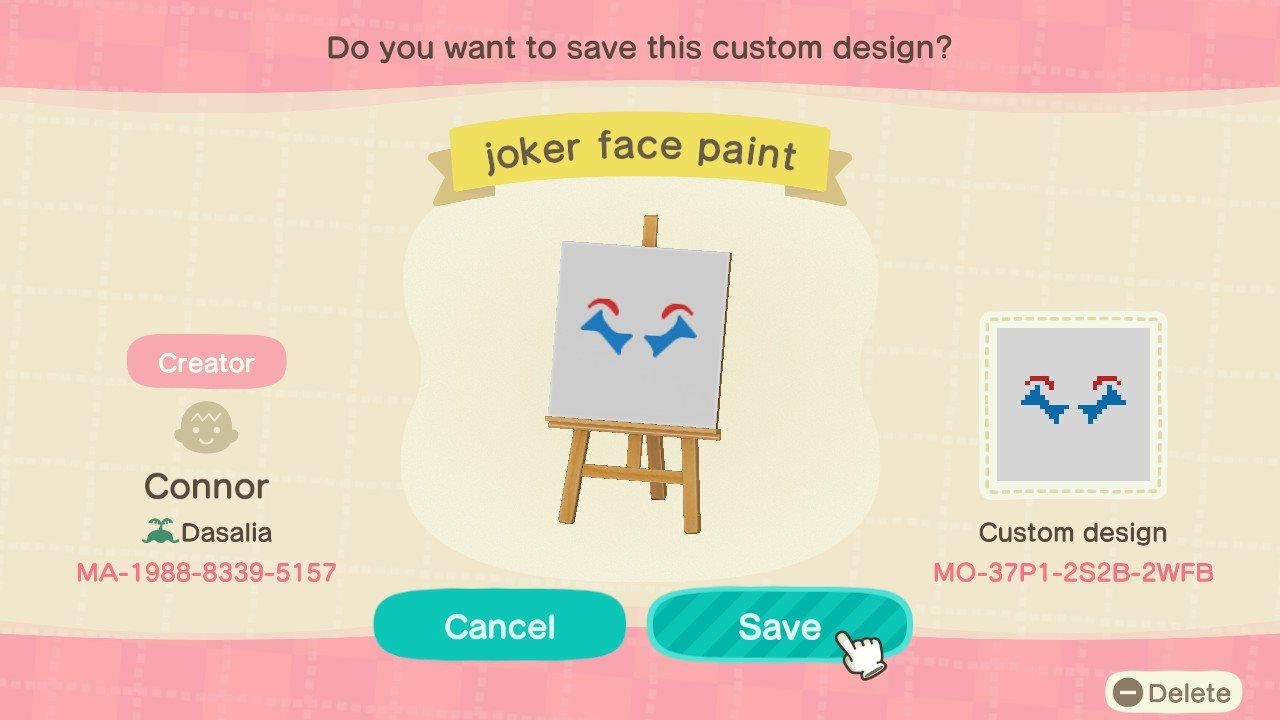 Do you want to save this custom design?
joker face paint
Creator
Connor
Dasalia
MA-1988-8339-5157
Custom design
MO-37P1-2S2B-2WFB
Cancel
Save
Delete